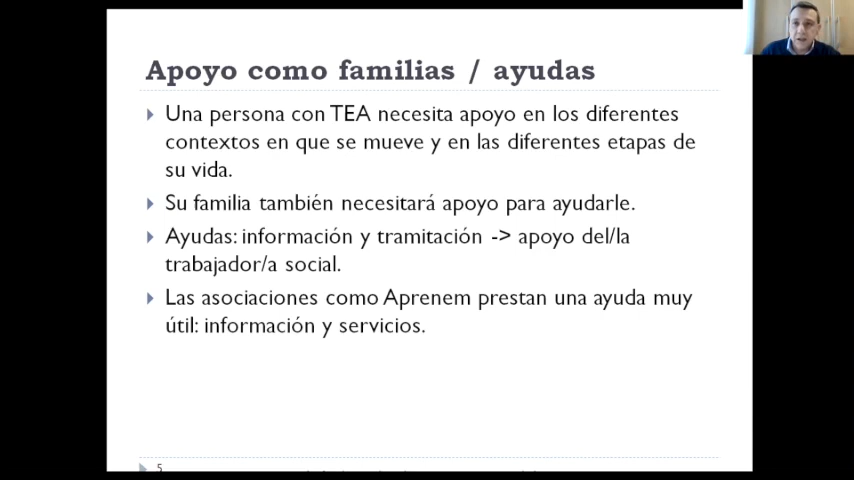 Apoyo como familias / ayudas
Una persona con TEA necesita apoyo en los diferentes
contextos en que se mueve y en las diferentes etapas de
su vida.
Su familia también necesitará apoyo para ayudarle.
Ayudas: información y tramitación -> apoyo del/la
trabajador/a social.
Las asociaciones como Aprenem prestan una ayuda muy
útil: información y servicios.
5